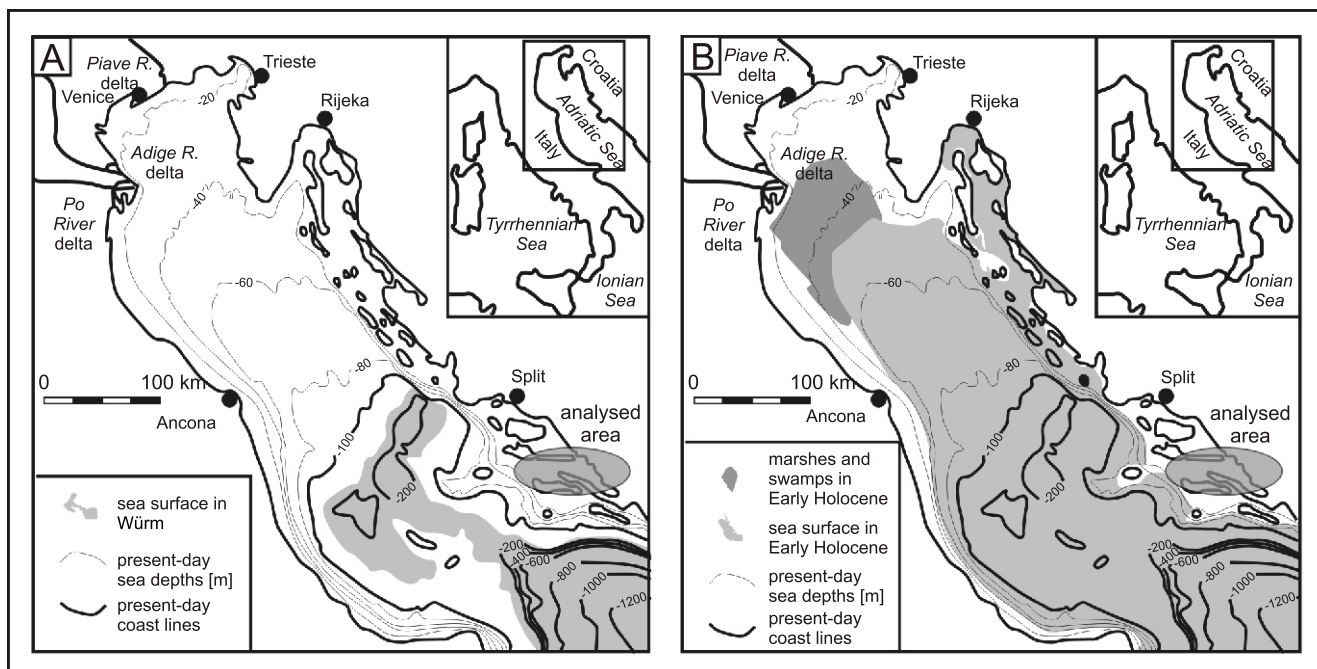 A
Piave R.
delta
Venice
Trieste
-20
Rijeka
Adige R.
delta
-40
Po
River
delta
-60
-80
0
100 km
Ancona
Split
analysed
area
-100
-200
-200
-400
-600
-800
-1000
-1200
Croatia
Adriatic Sea
Italy
Tyrrhennian
Sea
Ionian
Sea
sea surface in
Würm
present-day
sea depths [m]
present-day
coast lines
B
Piave R.
delta
Venice
Trieste
-20
Rijeka
Adige R.
delta
-40
Po
River
delta
-60
-80
0
100 km
Ancona
Split
analysed
area
-100
-200
-200
-400
-600
-800
-1000
-1200
Croatia
Adriatic Sea
Italy
Tyrrhennian
Sea
Ionian
Sea
marshes and
swamps in
Early Holocene
sea surface in
Early Holocene
present-day
sea depths [m]
present-day
coast lines